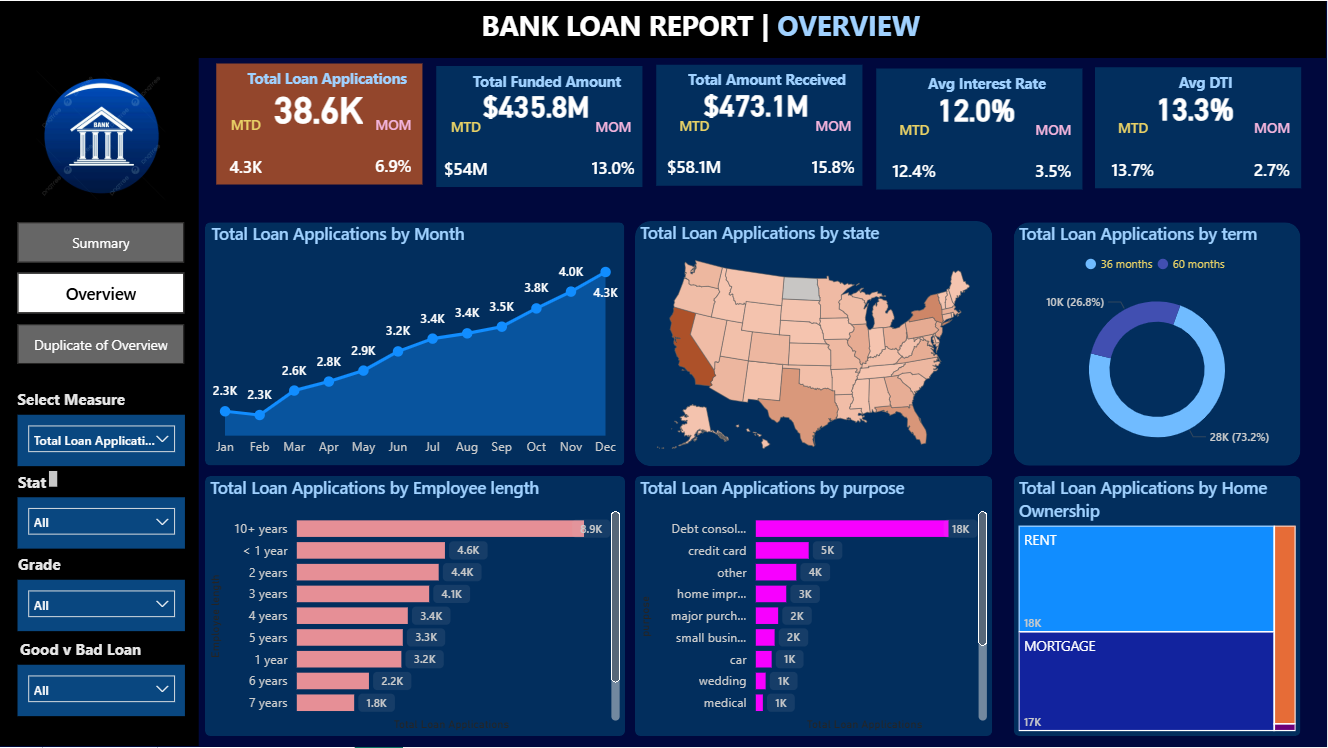 BANK LOAN REPORT | OVERVIEW
BANK
Summary
Overview
Duplicate of Overview
Select Measure
Total Loan Applicati...
Stat
All
Grade
All
Good v Bad Loan
All
Total Loan Applications
38.6K
MTD
MOM
4.3K
6.9%
Total Funded Amount
$435.8M
MTD
MOM
$54M
13.0%
Total Amount Received
$473.1M
MTD
MOM
$58.1M
15.8%
Avg Interest Rate
12.0%
MTD
MOM
12.4%
3.5%
Avg DTI
13.3%
MTD
MOM
13.7%
2.7%
Total Loan Applications by Month
2.3K
2.3K
2.6K
2.8K
2.9K
3.2K
3.4K
3.4K
3.5K
3.8K
4.0K
4.3K
Jan Feb Mar Apr May Jun Jul Aug Sep Oct Nov Dec
Total Loan Applications by state
Total Loan Applications by term
36 months 60 months
10K (26.8%)
28K (73.2%)
Total Loan Applications by Employee length
10+ years 8.9K
< 1 year 4.6K
2 years 4.4K
3 years 4.1K
4 years 3.4K
5 years 3.3K
1 year 3.2K
6 years 2.2K
7 years 1.8K
Total Loan Applications by purpose
Debt consol... 18K
credit card 5K
other 4K
home impr... 3K
major purch... 2K
small busin... 2K
car 1K
wedding 1K
medical 1K
Total Loan Applications by Home
Ownership
RENT
18K
MORTGAGE
17K